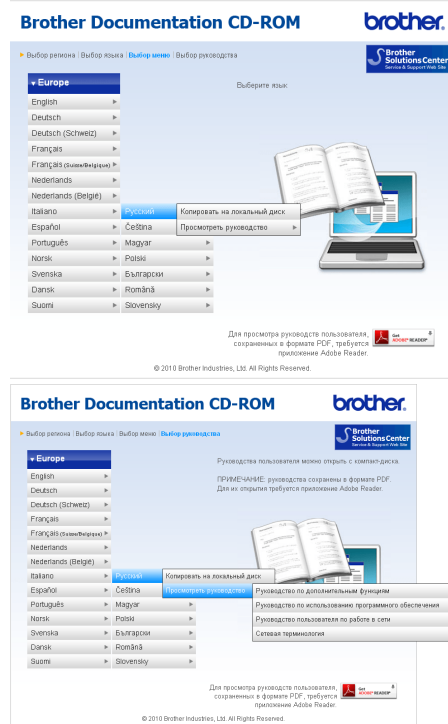 Brother Documentation CD-ROM
brother.
Выбор региона | Выбор языка | Выбор меню | Выбор руководства
Brother
Solutions Center
Service & Support Web Site
Europe
Выберите язык
English
Deutsch
Deutsch (Schweiz)
Français
Français (Suisse/Belgique)
Nederlands
Nederlands (België)
Italiano
Русский
Копировать на локальный диск
Español
Čeština
Просмотреть руководство
Português
Magyar
Norsk
Polski
Svenska
Български
Dansk
Română
Suomi
Slovensky
Для просмотра руководств пользователя,
сохраненных в формате PDF, требуется
приложение Adobe Reader.
Get
ADOBE® READER®
© 2010 Brother Industries, Ltd. All Rights Reserved.
Brother Documentation CD-ROM
brother.
Выбор региона | Выбор языка | Выбор меню | Выбор руководства
Brother
Solutions Center
Service & Support Web Site
Europe
Руководства пользователя можно открыть с компакт-диска.
ПРИМЕЧАНИЕ: руководства сохранены в формате PDF.
Для их открытия требуется приложение Adobe Reader.
English
Deutsch
Deutsch (Schweiz)
Français
Français (Suisse/Belgique)
Nederlands
Nederlands (België)
Italiano
Русский
Копировать на локальный диск
Español
Čeština
Просмотреть руководство
Руководство по дополнительным функциям
Português
Magyar
Руководство по использованию программного обеспечения
Norsk
Polski
Руководство пользователя по работе в сети
Svenska
Български
Сетевая терминология
Dansk
Română
Suomi
Slovensky
Для просмотра руководств пользователя,
сохраненных в формате PDF, требуется
приложение Adobe Reader.
Get
ADOBE® READER®
© 2010 Brother Industries, Ltd. All Rights Reserved.